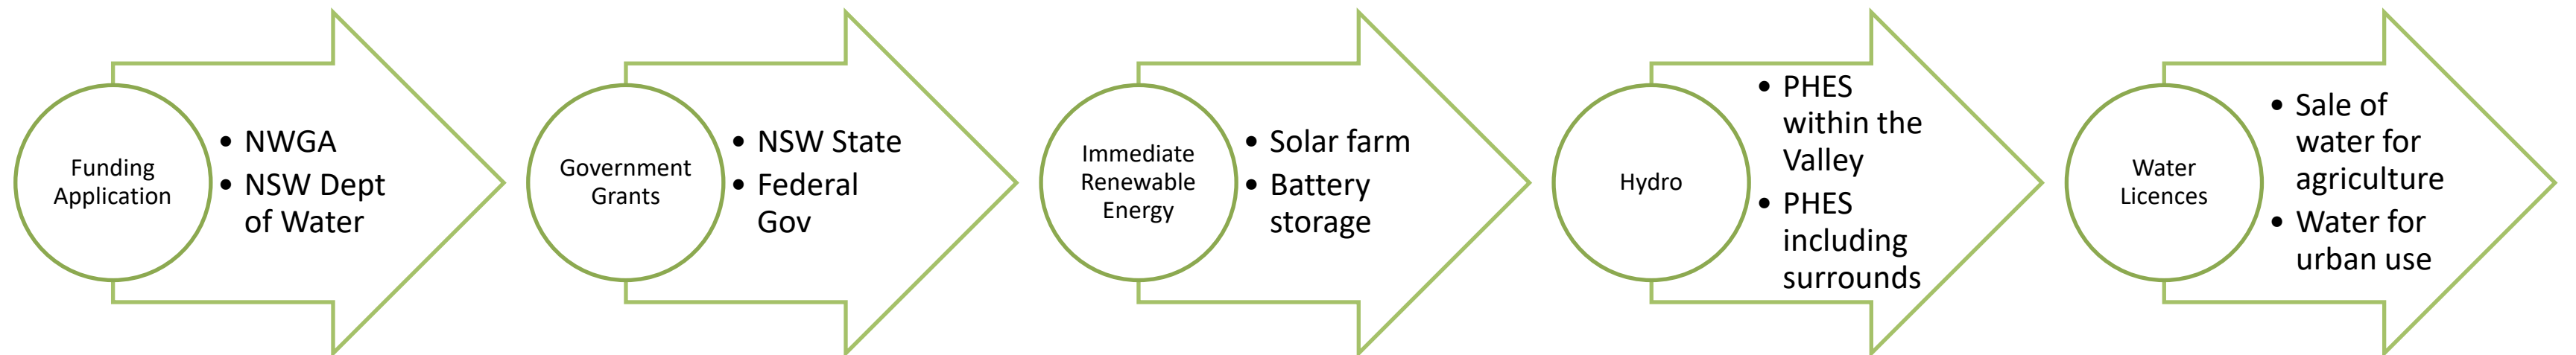 Funding
Application
• NWGA
• NSW Dept
of Water
Government
Grants
• NSW State
• Federal
Gov
Immediate
Renewable
Energy
• Solar farm
• Battery
storage
Hydro
• PHES
within the
Valley
• PHES
including
surrounds
Water
Licences
• Sale of
water for
agriculture
• Water for
urban use